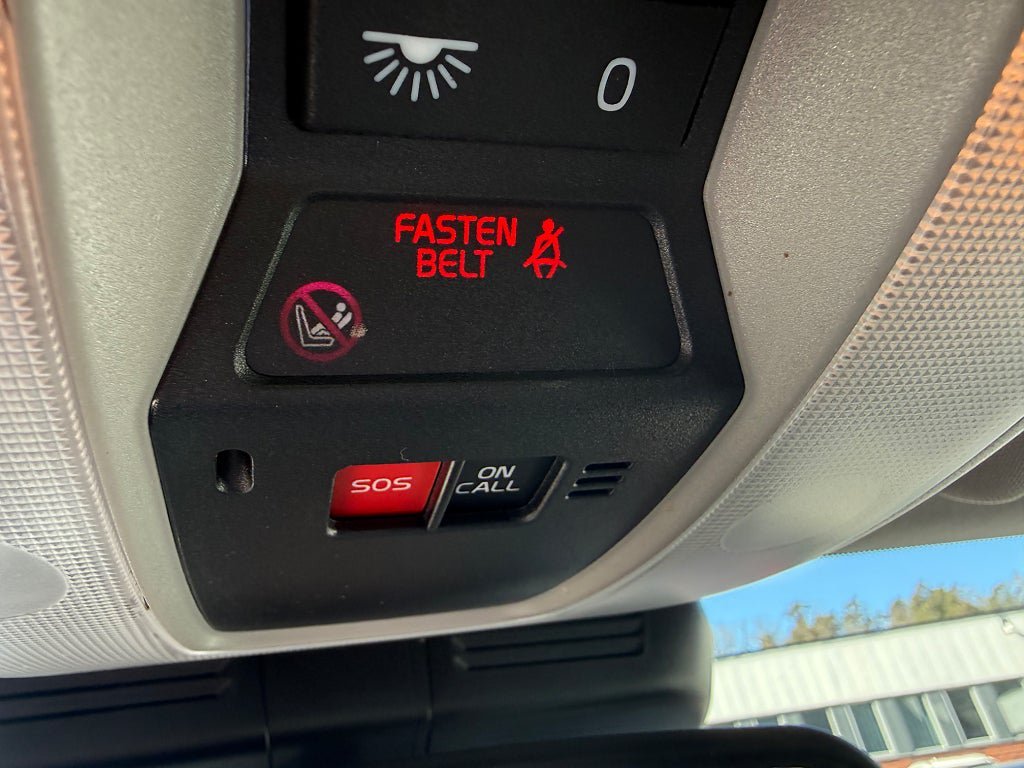 0
FASTEN
BELT
SOS
ON
CALL